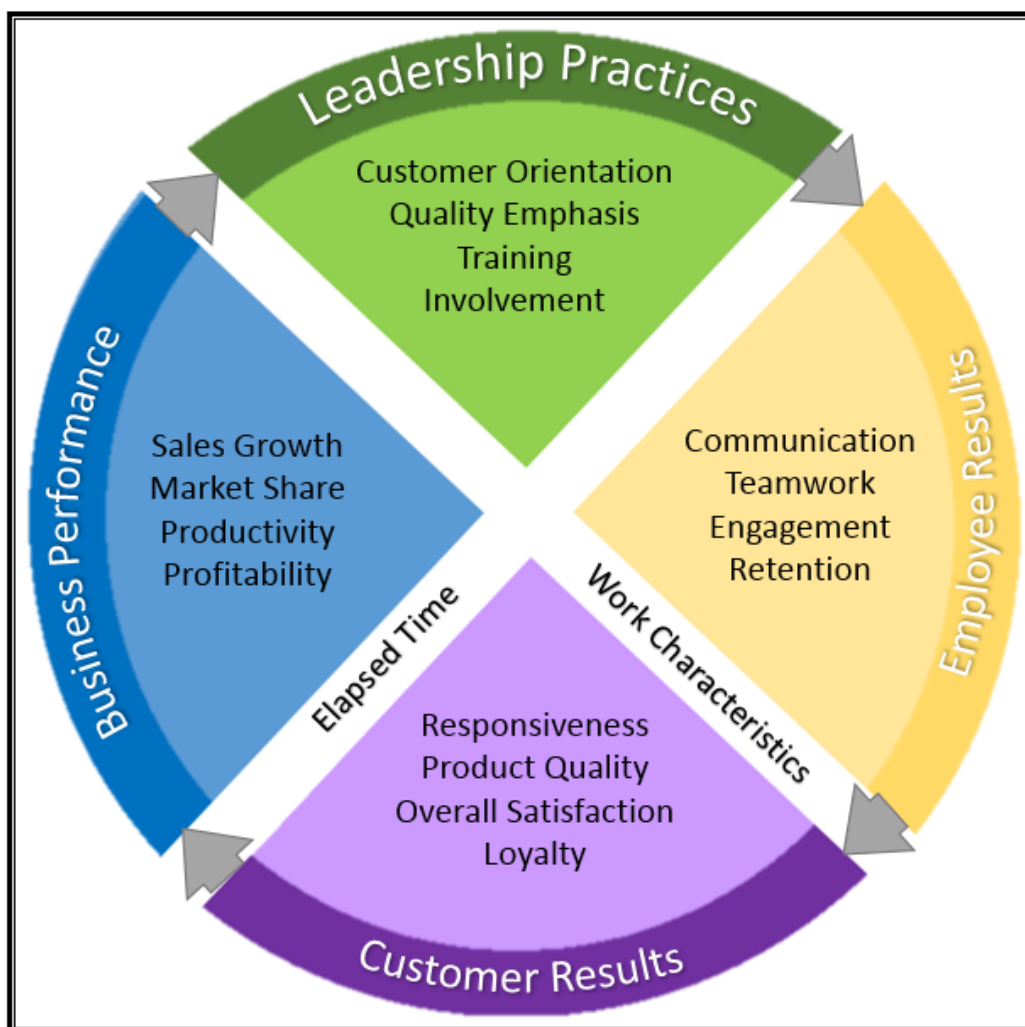 Leadership Practices
Customer Orientation
Quality Emphasis
Training
Involvement
Employee Results
Communication
Teamwork
Engagement
Retention
Work Characteristics
Customer Results
Responsiveness
Product Quality
Overall Satisfaction
Loyalty
Elapsed Time
Business Performance
Sales Growth
Market Share
Productivity
Profitability